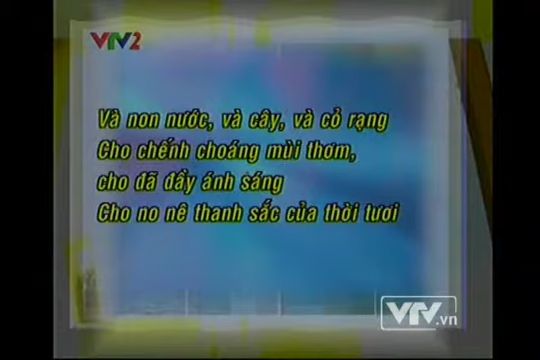 VTV2
Và non nước, và cây, và cỏ rạng
Cho chếnh choáng mùi thơm,
cho đã đầy ánh sáng
Cho no nê thanh sắc của thời tươi
VTV.vn